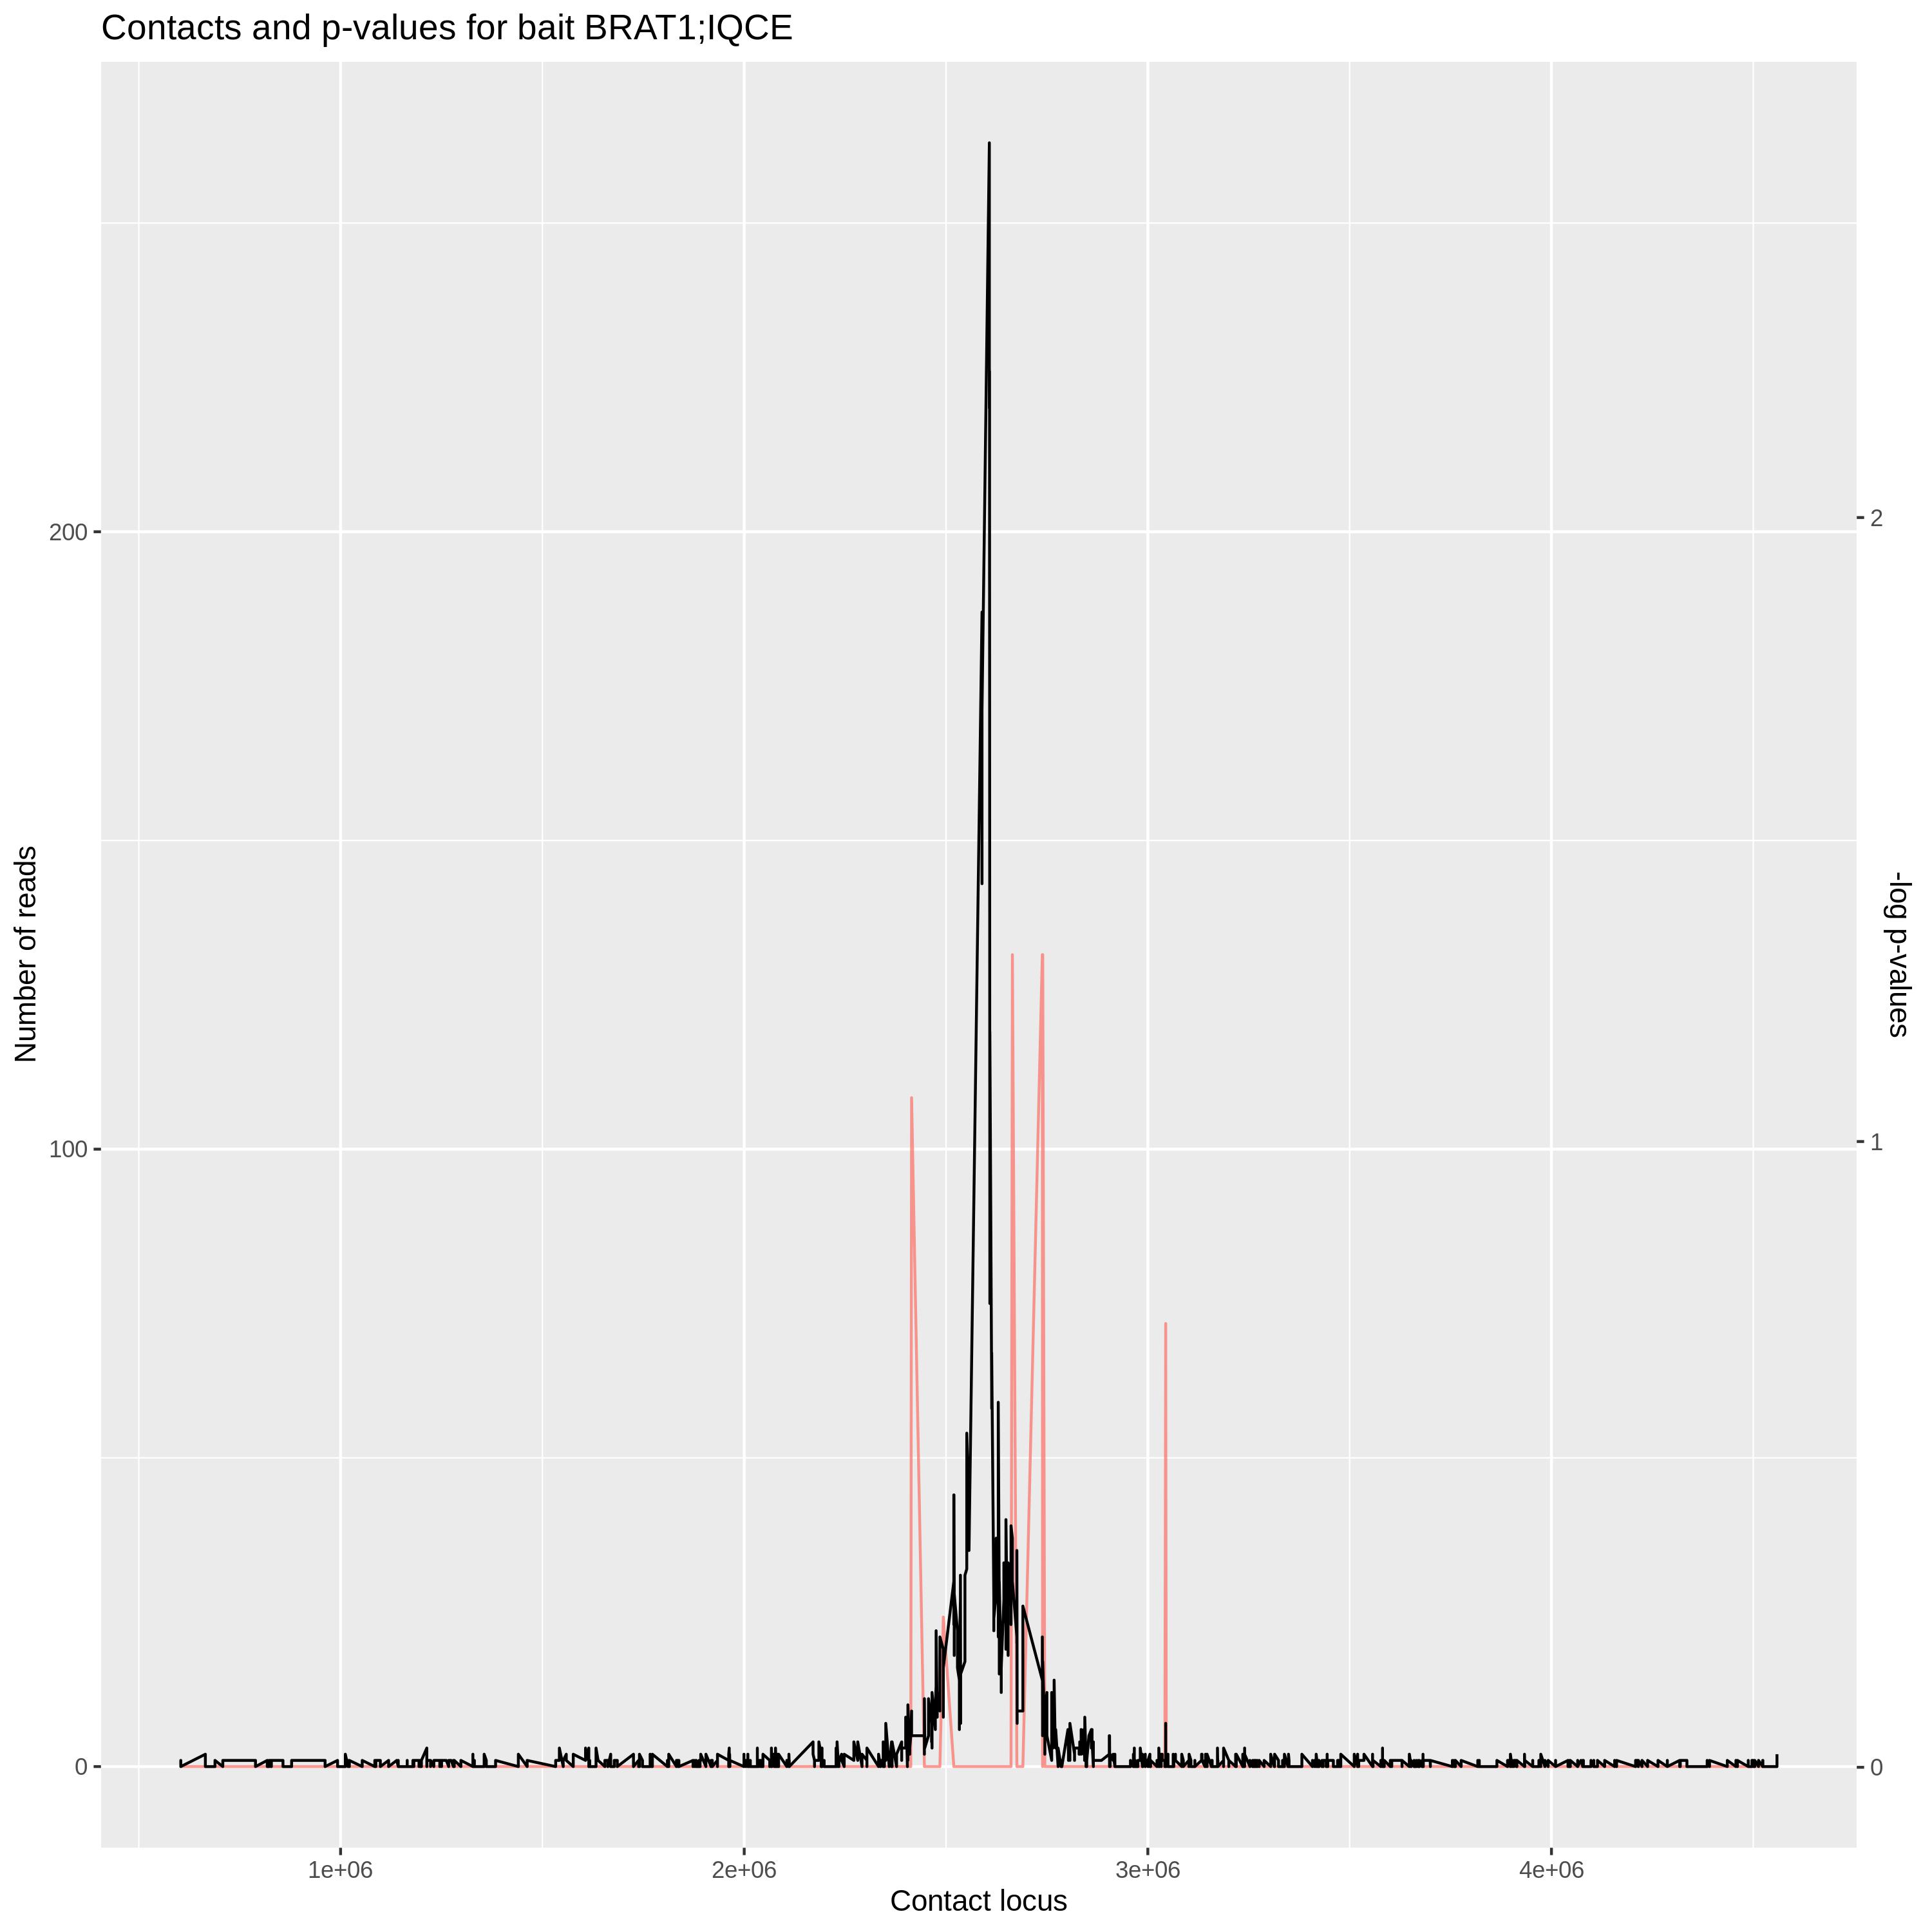 Contacts and p-values for bait BRAT1;IQCE
Number of reads
200
100
0
2
1
0
-log p-values
1e+06
2e+06
3e+06
4e+06
Contact locus